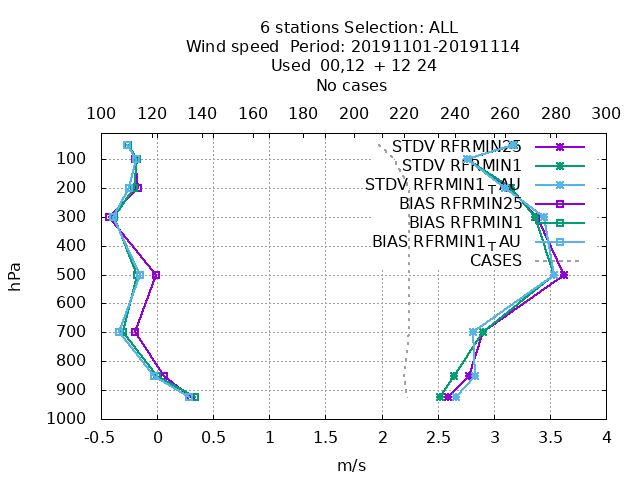 6 stations Selection: ALL
Wind speed  Period: 20191101-20191114
Used  00,12  + 12 24
No cases
100 120 140 160 180 200 220 240 260 280 300
STDV RFRMIN25
STDV RFRMIN1
STDV RFRMIN1_TAU
BIAS RFRMIN25
BIAS RFRMIN1
BIAS RFRMIN1_TAU
CASES
hPa
100
200
300
400
500
600
700
800
900
1000
-0.5 0 0.5 1 1.5 2 2.5 3 3.5 4
m/s